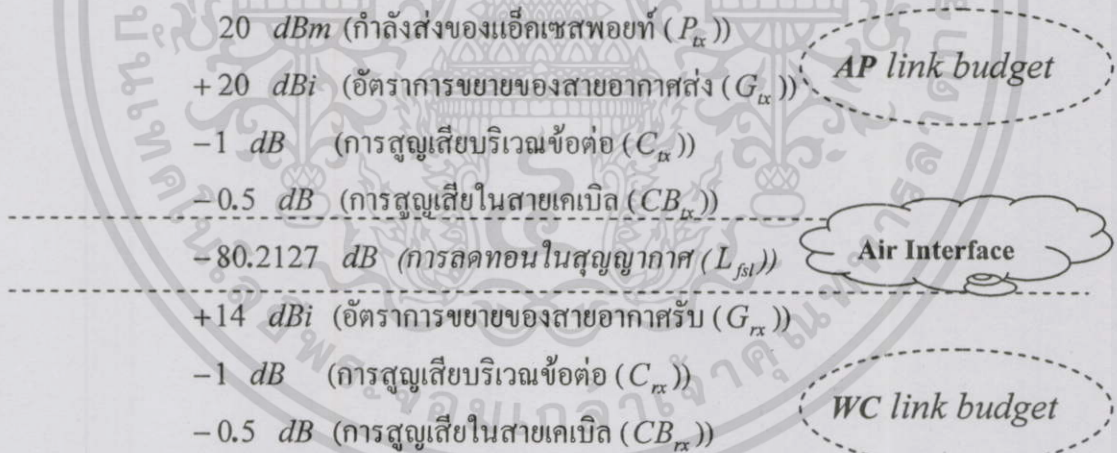 20 dBm (กำลังส่งของแอ็คเซสพอยท์ (P_tx))
+20 dBi (อัตราการขยายของสายอากาศส่ง (G_tx))
AP link budget
−1 dB (การสูญเสียบริเวณข้อต่อ (C_tx))
−0.5 dB (การสูญเสียในสายเคเบิล (CB_tx))
−80.2127 dB (การลดทอนในสุญญากาศ (L_fsl))
Air Interface
+14 dBi (อัตราการขยายของสายอากาศรับ (G_rx))
−1 dB (การสูญเสียบริเวณข้อต่อ (C_rx))
WC link budget
−0.5 dB (การสูญเสียในสายเคเบิล (CB_rx))